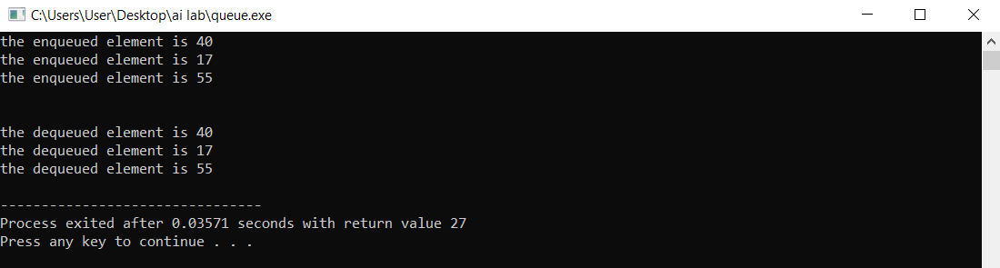 C:\Users\User\Desktop\ai lab\queue.exe
the enqueued element is 40
the enqueued element is 17
the enqueued element is 55
the dequeued element is 40
the dequeued element is 17
the dequeued element is 55
--------------------------------
Process exited after 0.03571 seconds with return value 27
Press any key to continue . . .